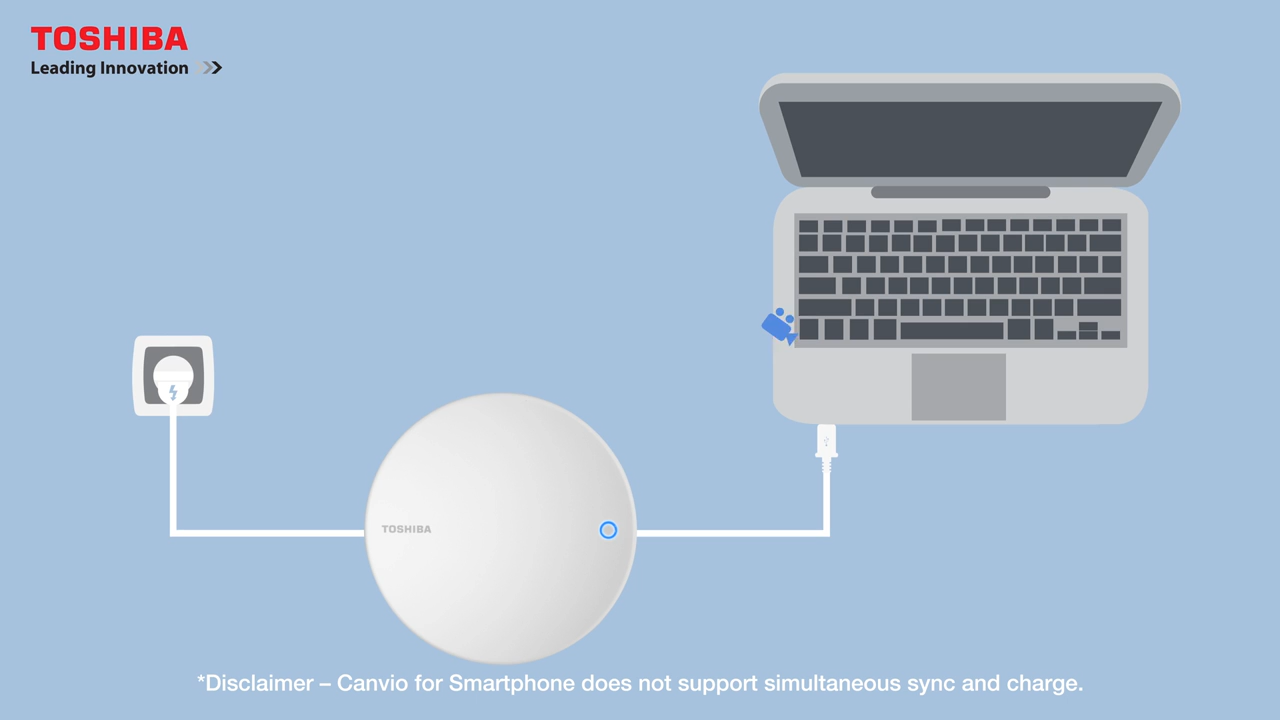 TOSHIBA
Leading Innovation
TOSHIBA
*Disclaimer – Canvio for Smartphone does not support simultaneous sync and charge.